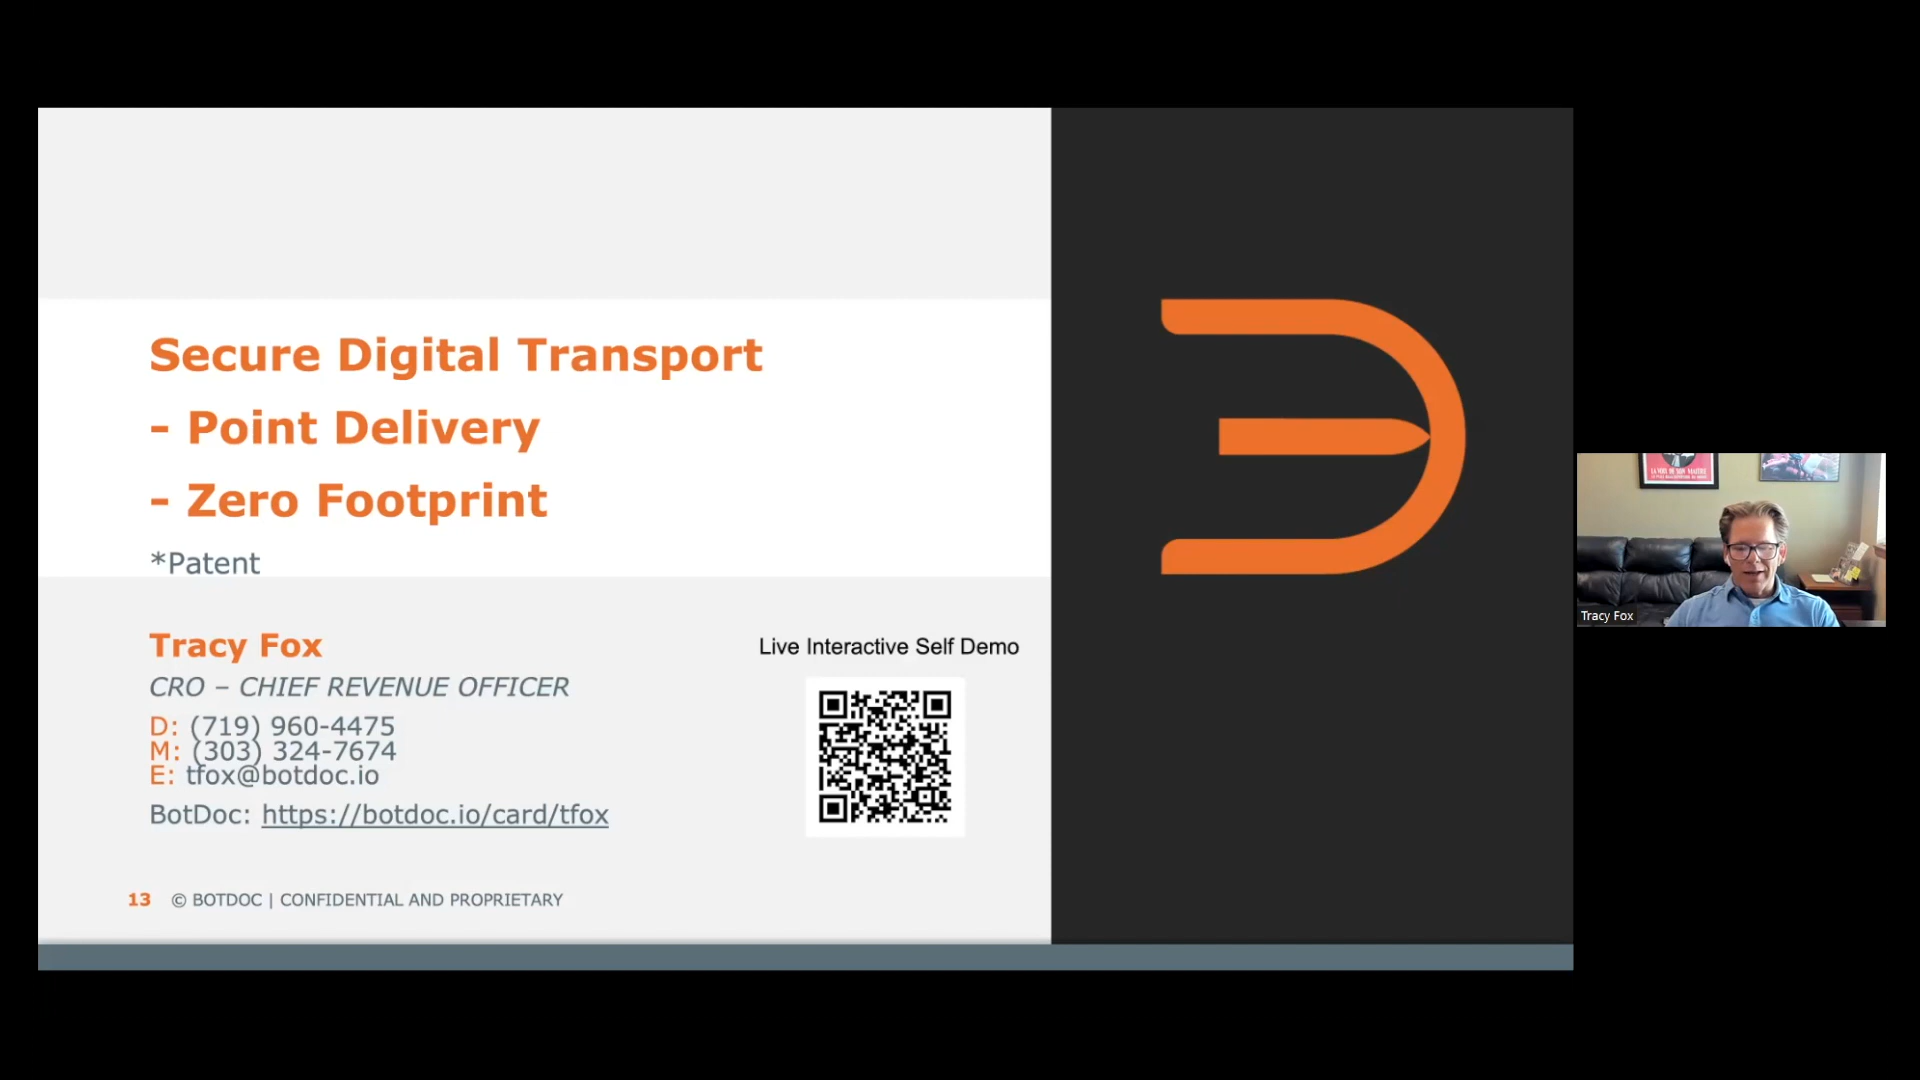 Secure Digital Transport
- Point Delivery
- Zero Footprint
*Patent
Tracy Fox
CRO – CHIEF REVENUE OFFICER
D: (719) 960-4475
M: (303) 324-7674
E: tfox@botdoc.io
BotDoc: https://botdoc.io/card/tfox
Live Interactive Self Demo
13 © BOTDOC | CONFIDENTIAL AND PROPRIETARY
Tracy Fox